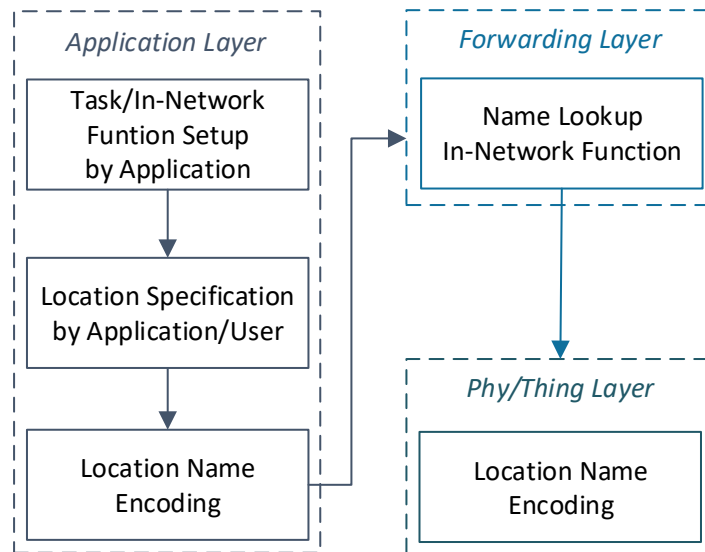 Application Layer
Task/In-Network
Funtion Setup
by Application
Location Specification
by Application/User
Location Name
Encoding
Forwarding Layer
Name Lookup
In-Network Function
Phy/Thing Layer
Location Name
Encoding